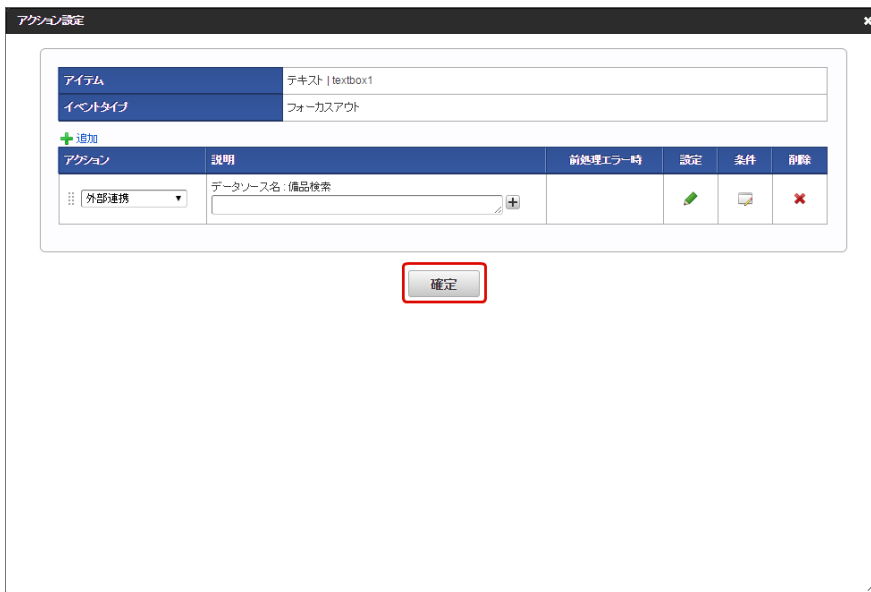 アクション設定
アイテム テキスト | textbox1
イベントタイプ フォーカスアウト
追加
アクション 説明 前処理エラー時 設定 条件 削除
外部連携 データソース名 : 備品検索
確定